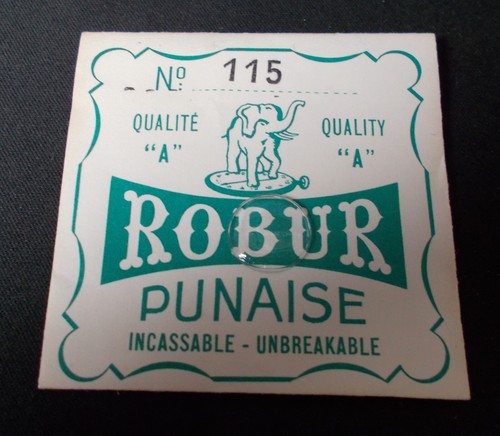 Nº 115
QUALITÉ QUALITY
"A" "A"
ROBUR
PUNAISE
INCASSABLE - UNBREAKABLE